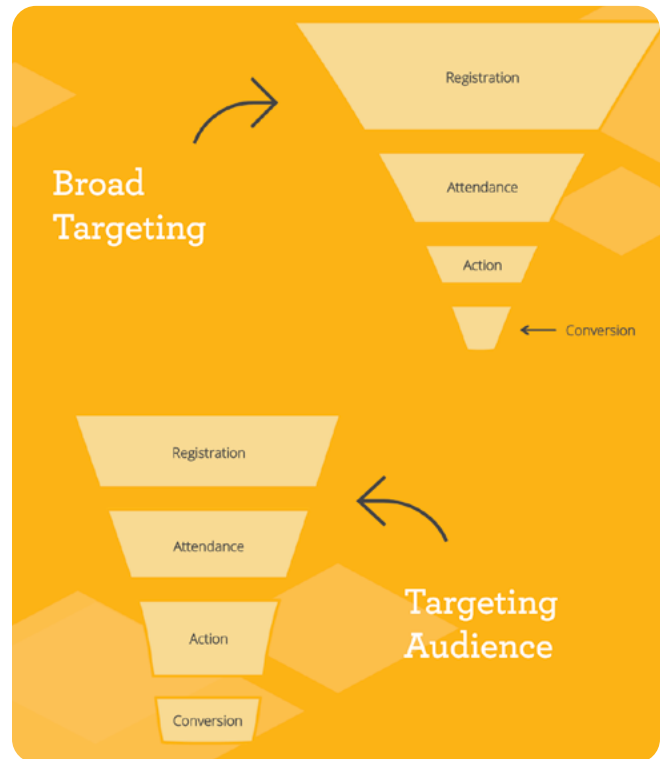 Registration
Broad
Targeting
Attendance
Action
Conversion
Registration
Attendance
Action
Conversion
Targeting
Audience